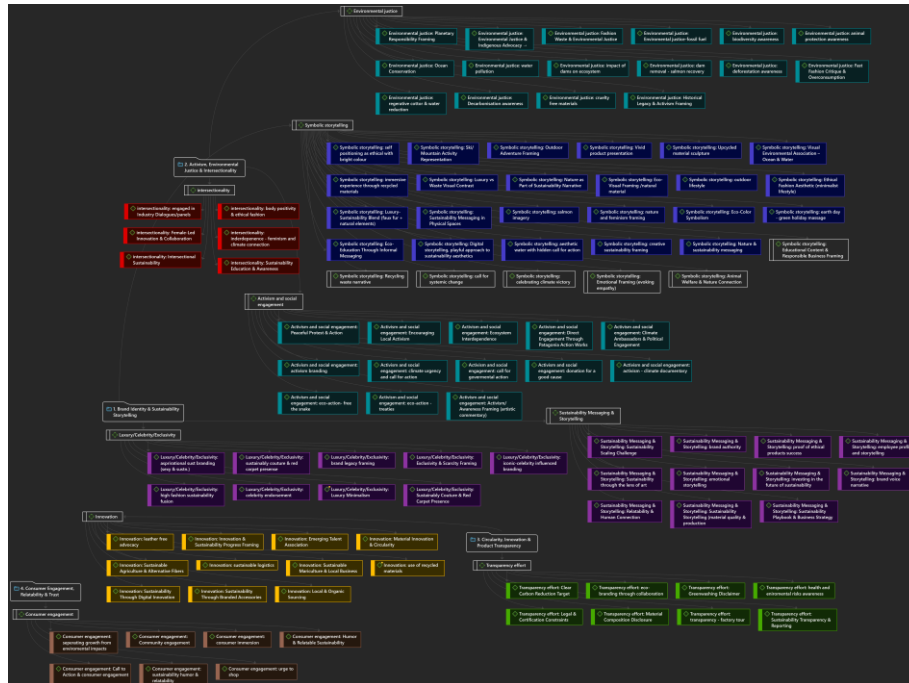 Environmental justice
Environmental justice: Planetary
Responsibility Framing
Environmental justice:
Environmental Justice &
Indigenous Advocacy
Environmental justice: Fashion
Waste & Environmental Justice
Environmental justice:
Environmental justice-fossil fuel
Environmental justice:
biodiversity awareness
Environmental justice: animal
protection awareness
Environmental justice: Ocean
Conservation
Environmental justice: water
pollution
Environmental justice: impact of
dams on ecosystem
Environmental justice: dam
removal - salmon recovery
Environmental justice:
deforestation awareness
Environmental justice: Fast
Fashion Critique &
Overconsumption
Environmental justice:
regenerative cotton & water
reduction
Environmental justice:
Decarbonisation awareness
Environmental justice: cruelty
free materials
Environmental justice: Historical
Legacy & Activism Framing
Symbolic storytelling
Symbolic storytelling: self
positioning as ethical with
bright colour
Symbolic storytelling: Ski/
Mountain Activity
Representation
Symbolic storytelling: Outdoor
Adventure Framing
Symbolic storytelling: Vivid
product presentation
Symbolic storytelling: Upcycled
material sculpture
Symbolic storytelling: Visual
Environmental Association -
Ocean & Water
Symbolic storytelling: immersive
experience through recycled
materials
Symbolic storytelling: Luxury vs
Waste Visual Contrast
Symbolic storytelling: Nature as
Part of Sustainability Narrative
Symbolic storytelling: Eco-
Visual Framing (natural
material)
Symbolic storytelling: outdoor
lifestyle
Symbolic storytelling: Ethical
Fashion Aesthetic (minimalist
lifestyle)
Symbolic storytelling: Luxury-
Sustainability Blend (faux fur +
natural elements)
Symbolic storytelling:
Sustainability Messaging in
Physical Spaces
Symbolic storytelling: salmon
imagery
Symbolic storytelling: nature
and feminism framing
Symbolic storytelling: Eco-Color
Symbolism
Symbolic storytelling: earth day -
green holiday massage
Symbolic storytelling: Eco-
Education Through Informal
Messaging
Symbolic storytelling: Digital
storytelling, playful approach to
sustainability-aesthetics
Symbolic storytelling: aesthetic
water with hidden call for action
Symbolic storytelling: creative
sustainability framing
Symbolic storytelling: Nature &
sustainability messaging
Symbolic storytelling:
Educational Content &
Responsible Business Framing
Symbolic storytelling: Recycling
waste narrative
Symbolic storytelling: call for
systemic change
Symbolic storytelling:
celebrating climate victory
Symbolic storytelling:
Emotional Framing (evoking
empathy)
Symbolic storytelling: Animal
Welfare & Nature Connection
2. Activism, Environmental
Justice & Intersectionality
Intersectionality
intersectionality: engaged in
Industry Dialogues/panels
intersectionality: body positivity
& ethical fashion
intersectionality: Female-Led
Innovation & Collaboration
intersectionality:
Interdependence - feminism and
climate connection
intersectionality: Intersectional
Sustainability
Intersectionality: Sustainability
Education & Awareness
Activism and social
engagement
Activism and social engagement:
Peaceful Protest & Action
Activism and social
engagement: Encouraging
Local Activism
Activism and social
engagement: Ecosystem
Interdependence
Activism and social
engagement: Direct
Engagement Through
Patagonia Action Works
Activism and social
engagement: Climate
Ambassadors & Political
Engagement
Activism and social engagement:
activism branding
Activism and social
engagement: climate urgency
and call for action
Activism and social
engagement: call for
governmental action
Activism and social
engagement: donation for a
good cause
Activism and social engagement:
activism - climate documentary
Activism and social
engagement: eco-action- free
the snake
Activism and social
engagement: eco-action -
treaties
Activism and social
engagement: Activism/
Awareness Framing (artistic
commentary)
1. Brand Identity & Sustainability
Storytelling
Luxury/Celebrity/Exclusivity
Luxury/Celebrity/Exclusivity:
aspirational sust branding
(sexy & susta.)
Luxury/Celebrity/Exclusivity:
sustainably couture & red
carpet presence
Luxury/Celebrity/Exclusivity:
brand legacy framing
Luxury/Celebrity/Exclusivity:
Exclusivity & Scarcity Framing
Luxury/Celebrity/Exclusivity:
iconic-celebrity influenced
branding
Luxury/Celebrity/Exclusivity:
high fashion sustainability
fusion
Luxury/Celebrity/Exclusivity:
celebrity endorsement
Luxury/Celebrity/Exclusivity:
Luxury Minimalism
Luxury/Celebrity/Exclusivity:
Sustainably Couture & Red
Carpet Presence
Sustainability Messaging &
Storytelling
Sustainability Messaging &
Storytelling: Sustainability
Scaling Challenge
Sustainability Messaging &
Storytelling: brand authority
Sustainability Messaging &
Storytelling: proof of ethical
products success
Sustainability Messaging &
Storytelling: employee profil
and storytelling
Sustainability Messaging &
Storytelling: Sustainability
through the lens of art
Sustainability Messaging &
Storytelling: emotional
storytelling
Sustainability Messaging &
Storytelling: Investing in
the future of sustainability
Sustainability Messaging &
Storytelling: brand voice
narrative
Sustainability Messaging &
Storytelling: Relatability &
Human Connection
Sustainability Messaging &
Storytelling: Sustainability
Storytelling (material quality &
production
Sustainability Messaging &
Storytelling: Sustainability
Playbook & Business Strategy
Innovation
Innovation: leather free
advocacy
Innovation: Innovation &
Sustainability Progress Framing
Innovation: Emerging Talent
Association
Innovation: Material Innovation
& Circularity
Innovation: Sustainable
Agriculture & Alternative Fibers
Innovation: sustainable logistics
Innovation: Sustainable
Mariculture & Local Business
Innovation: use of recycled
materials
Innovation: Sustainability
Through Digital Innovation
Innovation: Sustainability
Through Branded Accessories
Innovation: Local & Organic
Sourcing
3. Circularity, Innovation &
Product Transparency
Transparency effort
Transparency effort: Clear
Carbon Reduction Target
Transparency effort: eco-
branding through collaboration
Transparency effort:
Greenwashing Disclaimer
Transparency effort: health and
enironmental risks awareness
Transparency effort: Legal &
Certification Constraints
Transparency effort: Material
Composition Disclosure
Transparency effort:
transparency - factory tour
Transparency effort:
Sustainability Transparency &
Reporting
4. Consumer Engagement,
Relatability & Trust
Consumer engagement
Consumer engagement:
seperating growth from
enviromental impacts
Consumer engagement:
Community engagement
Consumer engagement:
consumer immersion
Consumer engagement: Humor
& Relatable Sustainability
Consumer engagement: Call to
Action & consumer engagement
Consumer engagement:
sustainability humor &
relatability
Consumer engagement: urge to
shop